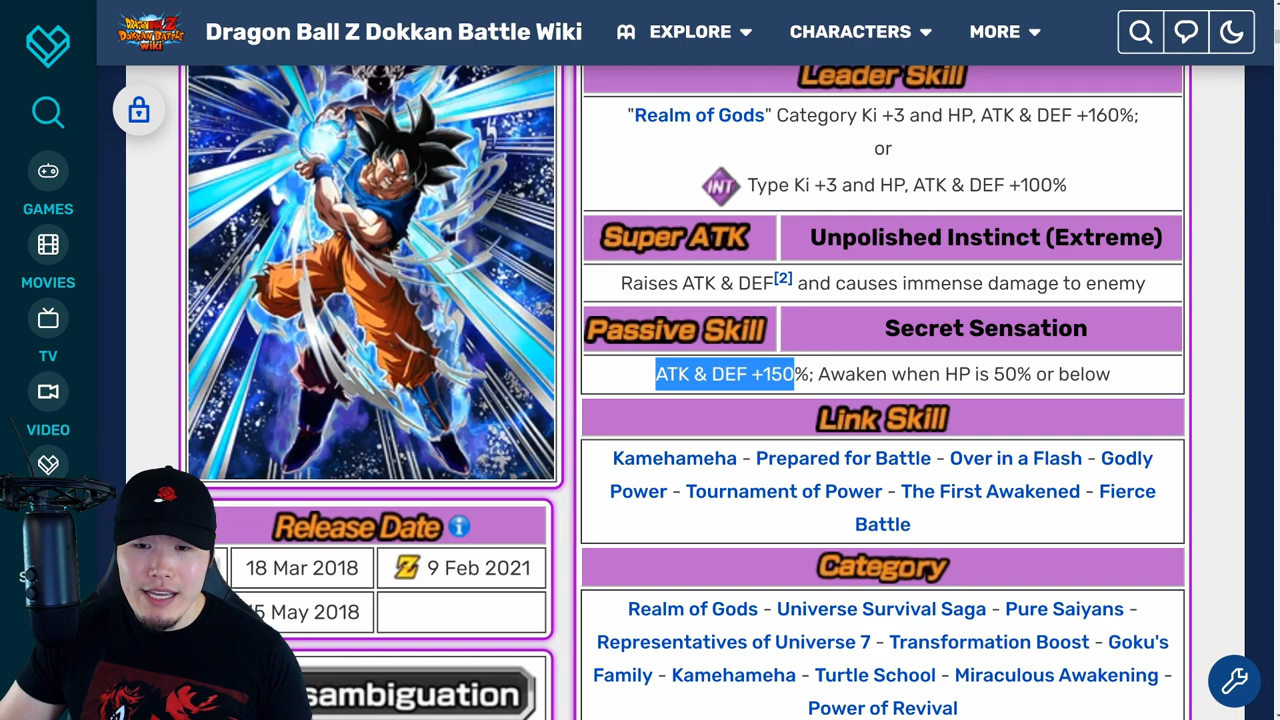 DRAGON BALL Z
DOKKAN BATTLE
WIKI
Dragon Ball Z Dokkan Battle Wiki
EXPLORE
CHARACTERS
MORE
GAMES
MOVIES
TV
VIDEO
Leader Skill
"Realm of Gods" Category Ki +3 and HP, ATK & DEF +160%;
or
INT Type Ki +3 and HP, ATK & DEF +100%
Super ATK
Unpolished Instinct (Extreme)
Raises ATK & DEF[2] and causes immense damage to enemy
Passive Skill
Secret Sensation
ATK & DEF +150%; Awaken when HP is 50% or below
Link Skill
Kamehameha - Prepared for Battle - Over in a Flash - Godly
Power - Tournament of Power - The First Awakened - Fierce
Battle
Category
Realm of Gods - Universe Survival Saga - Pure Saiyans -
Representatives of Universe 7 - Transformation Boost - Goku's
Family - Kamehameha - Turtle School - Miraculous Awakening -
Power of Revival
Release Date
18 Mar 2018
Z 9 Feb 2021
15 May 2018
sambiguation